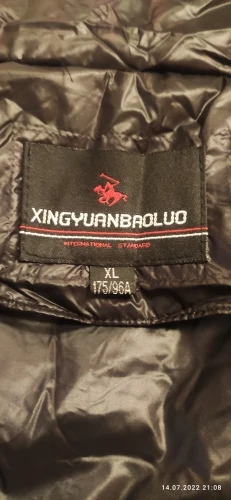 XINGYUANBAOLUO
INTERNATIONAL STANDARD
XL
175/96A
14.07.2022 21:08